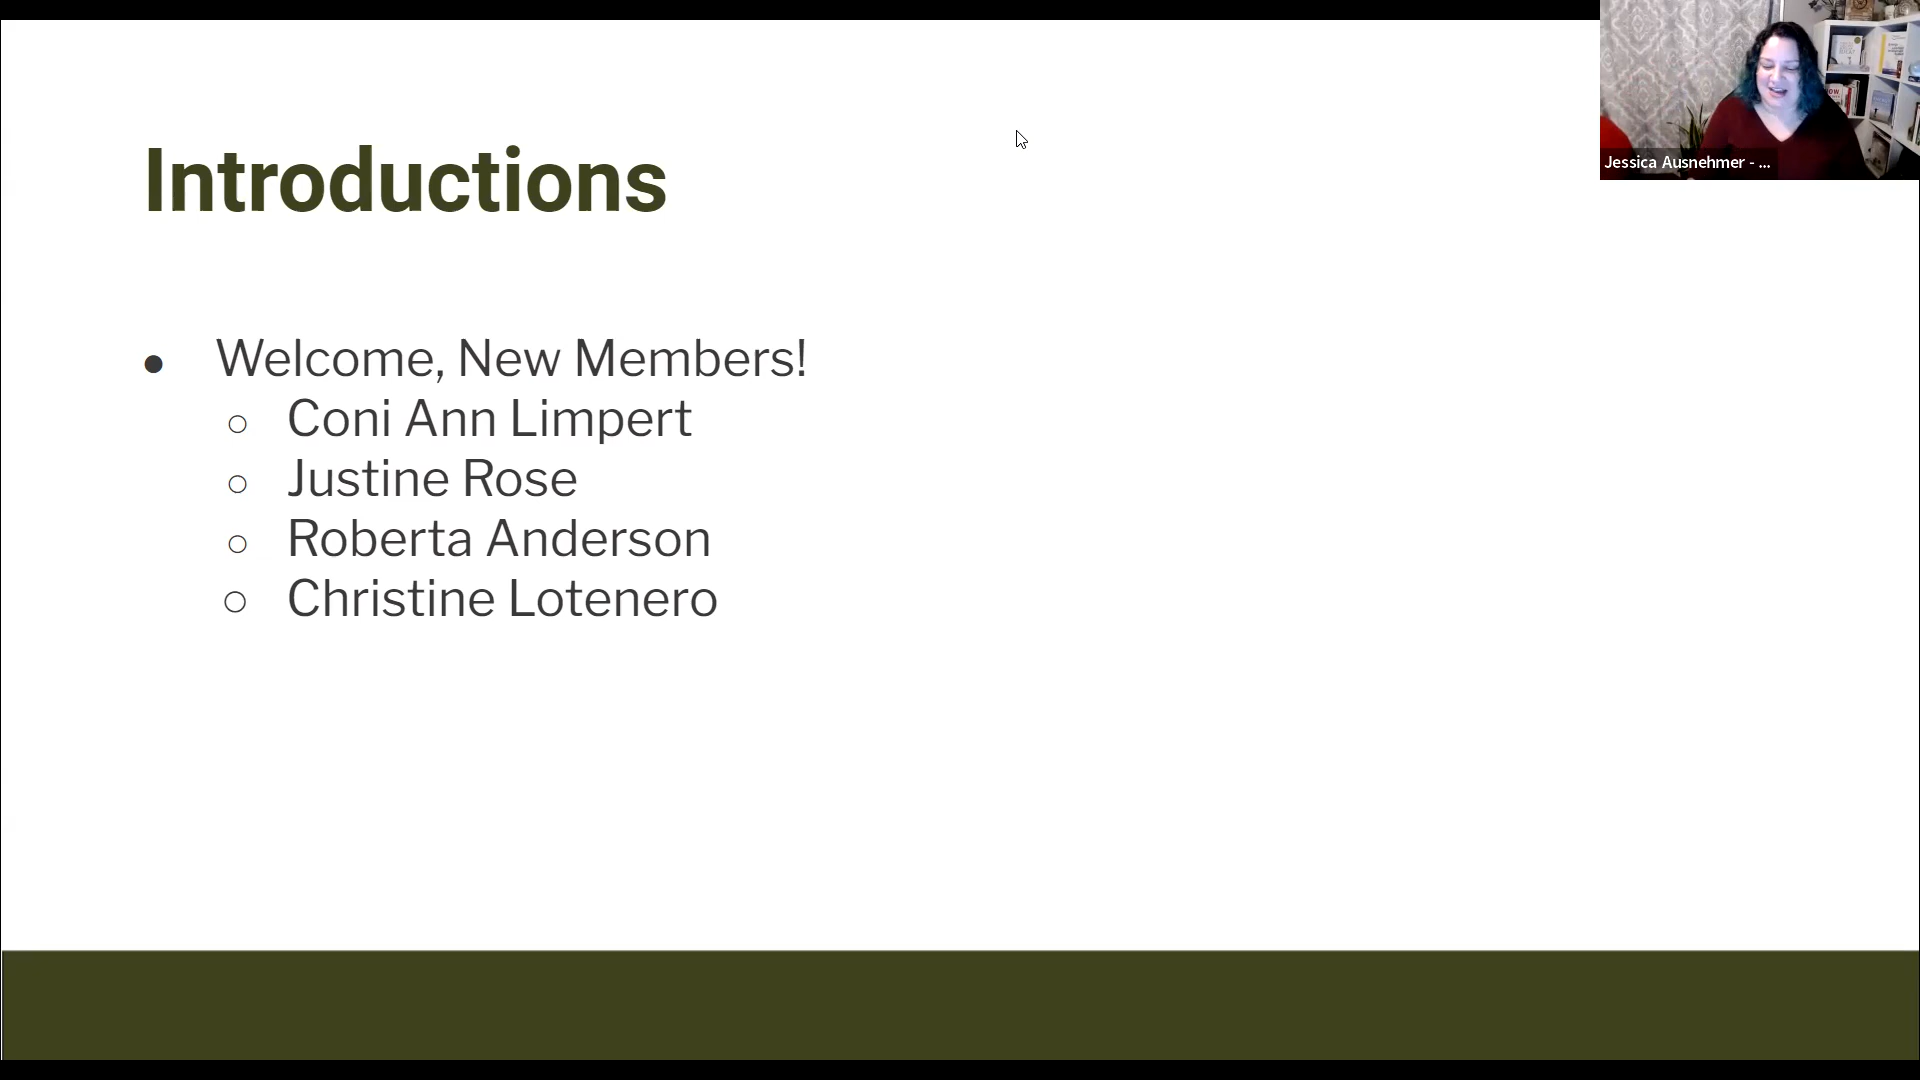 Introductions
Welcome, New Members!
Coni Ann Limpert
Justine Rose
Roberta Anderson
Christine Lotenero
Jessica Ausnehmer - ...